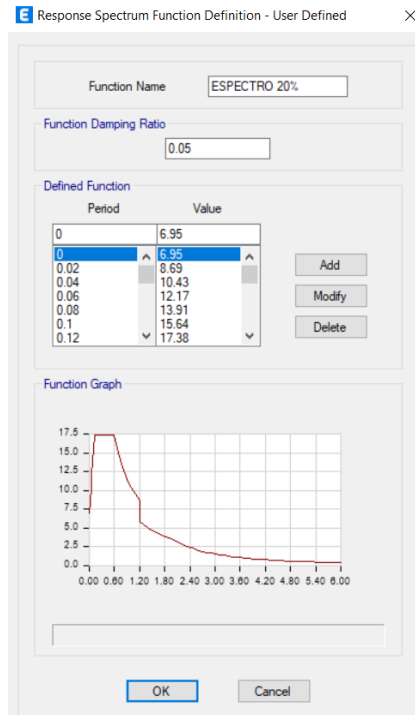 E Response Spectrum Function Definition - User Defined
Function Name ESPECTRO 20%
Function Damping Ratio
0.05
Defined Function
Period Value
0 6.95
0 6.95
0.02 8.69
0.04 10.43
0.06 12.17
0.08 13.91
0.1 15.64
0.12 17.38
Add
Modify
Delete
Function Graph
17.5
15.0
12.5
10.0
7.5
5.0
2.5
0.0
0.00 0.60 1.20 1.80 2.40 3.00 3.60 4.20 4.80 5.40 6.00
OK Cancel